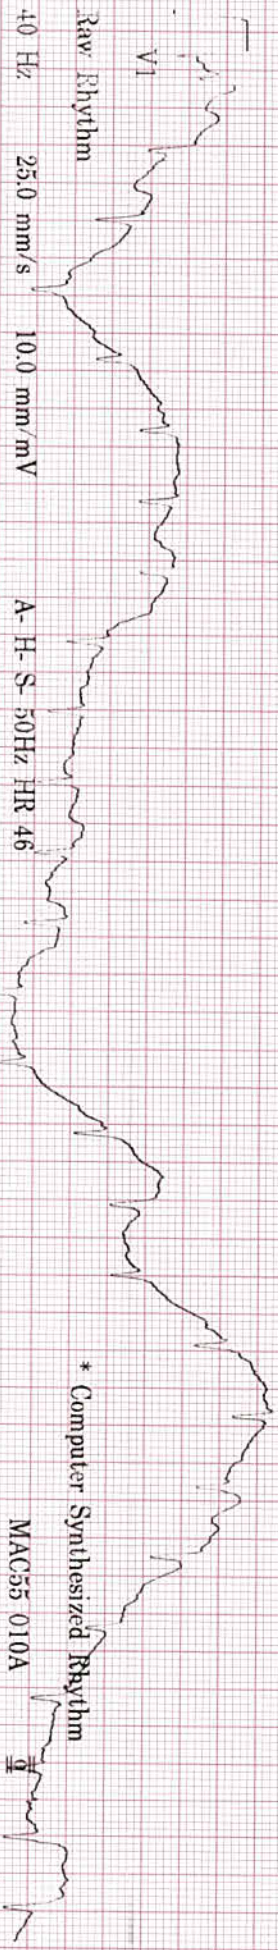 V1
Raw Rhythm
* Computer Synthesized Rhythm
40 Hz 25.0 mm/s 10.0 mm/mV A- H- S- 50Hz HR 46 MAC55 010A